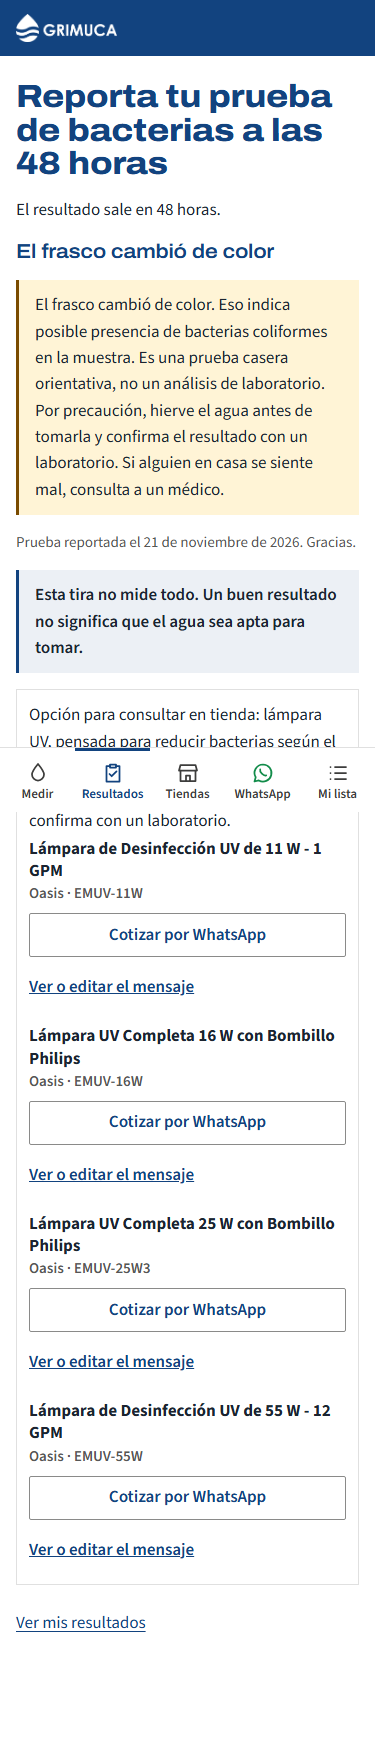 GRIMUCA
Reporta tu prueba
de bacterias a las
48 horas
El resultado sale en 48 horas.
El frasco cambió de color
El frasco cambió de color. Eso indica
posible presencia de bacterias coliformes
en la muestra. Es una prueba casera
orientativa, no un análisis de laboratorio.
Por precaución, hierve el agua antes de
tomarla y confirma el resultado con un
laboratorio. Si alguien en casa se siente
mal, consulta a un médico.
Prueba reportada el 21 de noviembre de 2026. Gracias.
Esta tira no mide todo. Un buen resultado
no significa que el agua sea apta para
tomar.
Opción para consultar en tienda: lámpara
UV, pensada para reducir bacterias según el
Medir
Resultados
Tiendas
WhatsApp
Mi lista
confirma con un laboratorio.
Lámpara de Desinfección UV de 11 W - 1
GPM
Oasis · EMUV-11W
Cotizar por WhatsApp
Ver o editar el mensaje
Lámpara UV Completa 16 W con Bombillo
Philips
Oasis · EMUV-16W
Cotizar por WhatsApp
Ver o editar el mensaje
Lámpara UV Completa 25 W con Bombillo
Philips
Oasis · EMUV-25W3
Cotizar por WhatsApp
Ver o editar el mensaje
Lámpara de Desinfección UV de 55 W - 12
GPM
Oasis · EMUV-55W
Cotizar por WhatsApp
Ver o editar el mensaje
Ver mis resultados